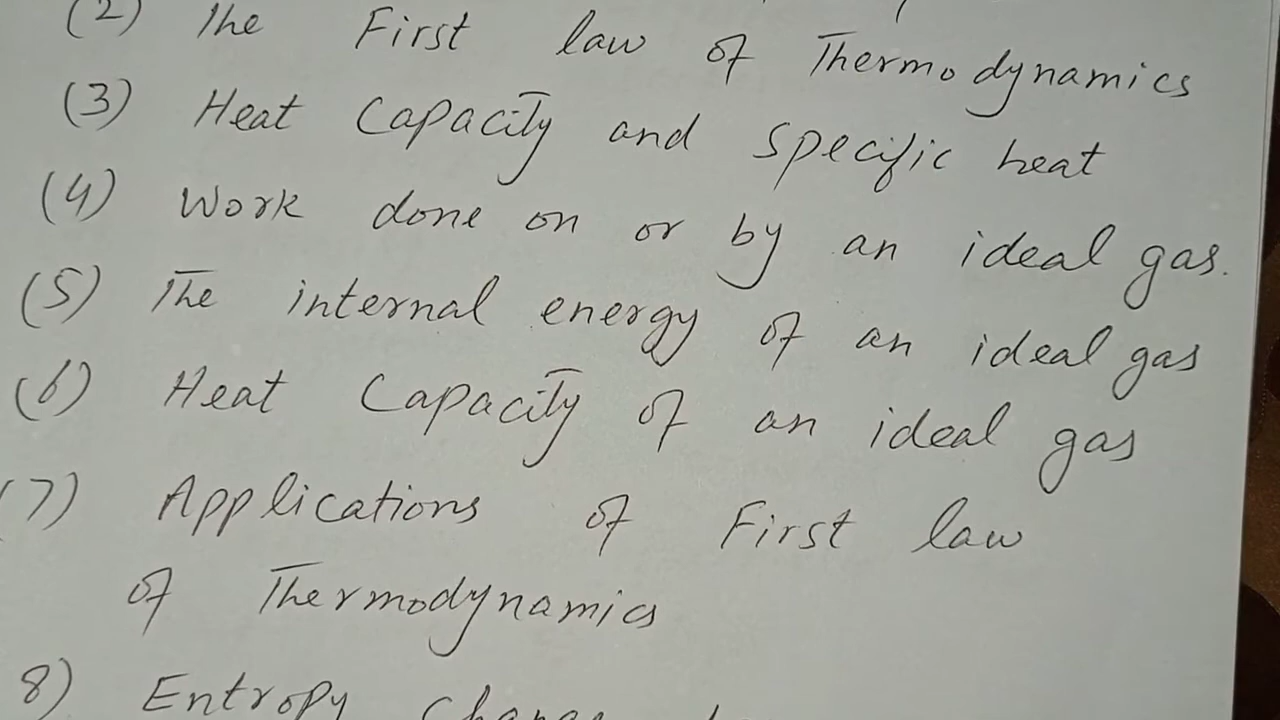 (2) The First law of Thermodynamics
(3) Heat Capacity and Specific heat
(4) Work done on or by an ideal gas.
(5) The internal energy of an ideal gas
(6) Heat Capacity of an ideal gas
(7) Applications of First law
of Thermodynamics
8) Entropy Change